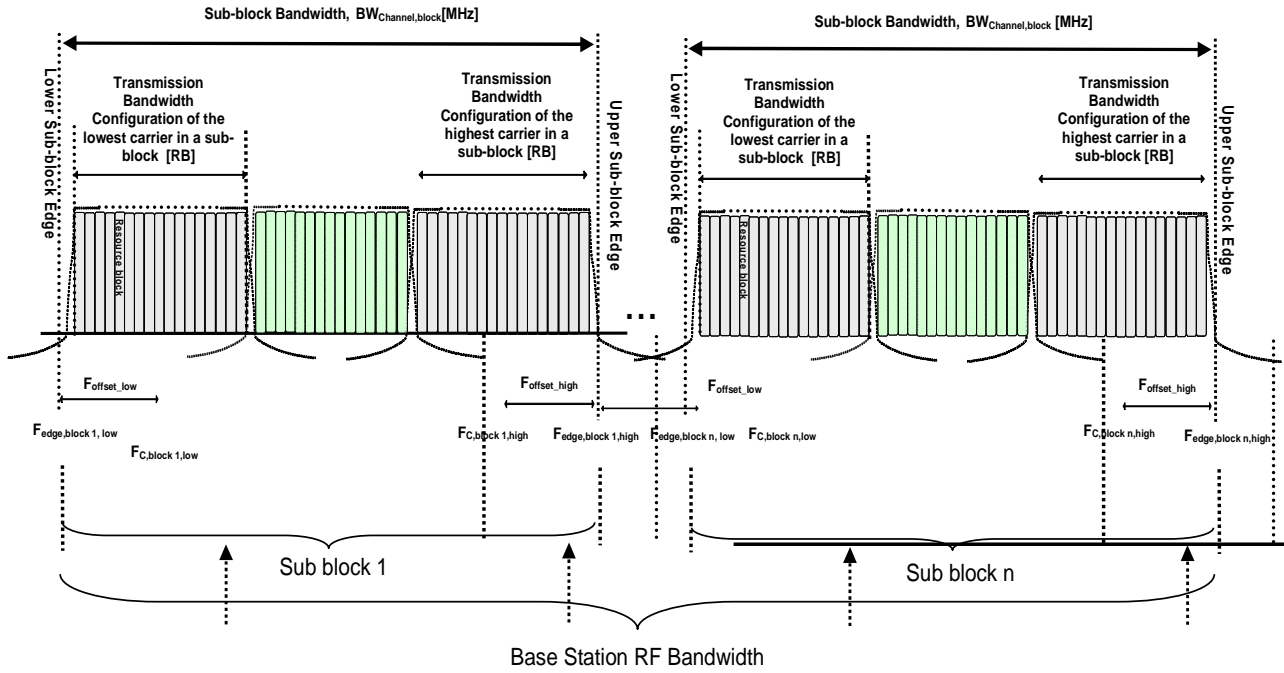 Sub-block Bandwidth, BWChannel,block[MHz]
Sub-block Bandwidth, BWChannel,block [MHz]
Lower Sub-block Edge
Transmission
Bandwidth
Configuration of the
lowest carrier in a sub-
block [RB]
Transmission
Bandwidth
Configuration of the
highest carrier in a
sub-block [RB]
Upper Sub-block Edge
Lower Sub-block Edge
Transmission
Bandwidth
Configuration of the
lowest carrier in a
sub-block [RB]
Transmission
Bandwidth
Configuration of the
highest carrier in a
sub-block [RB]
Upper Sub-block Edge
Resource block
Resource block
...
Foffset_low
Foffset_high
Foffset_low
Foffset_high
Fedge,block 1, low
FC,block 1,low
FC,block 1,high
Fedge,block 1,high
Fedge,block n, low
FC,block n,low
FC,block n,high
Fedge,block n,high
Sub block 1
Sub block n
Base Station RF Bandwidth